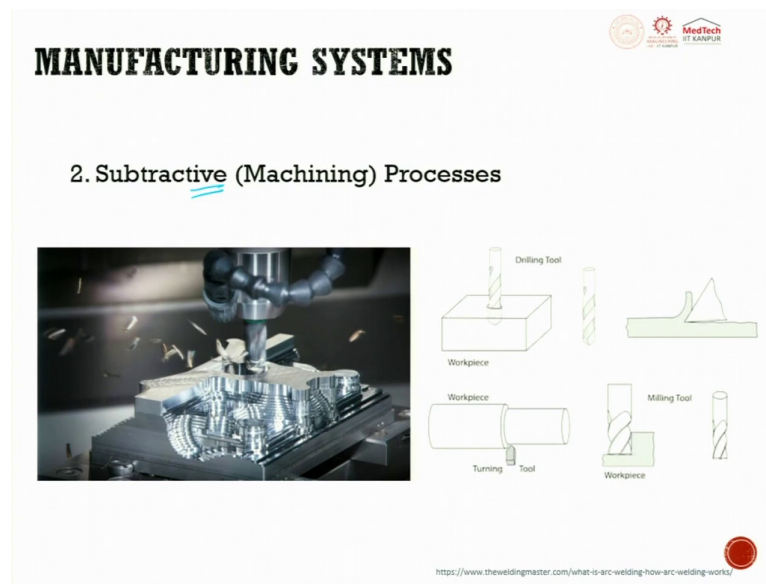 MedTech
IIT KANPUR
MANUFACTURING SYSTEMS
2. Subtractive (Machining) Processes
Drilling Tool
Workpiece
Workpiece
Milling Tool
Turning Tool
Workpiece
https://www.theweldingmaster.com/what-is-arc-welding-how-arc-welding-works/